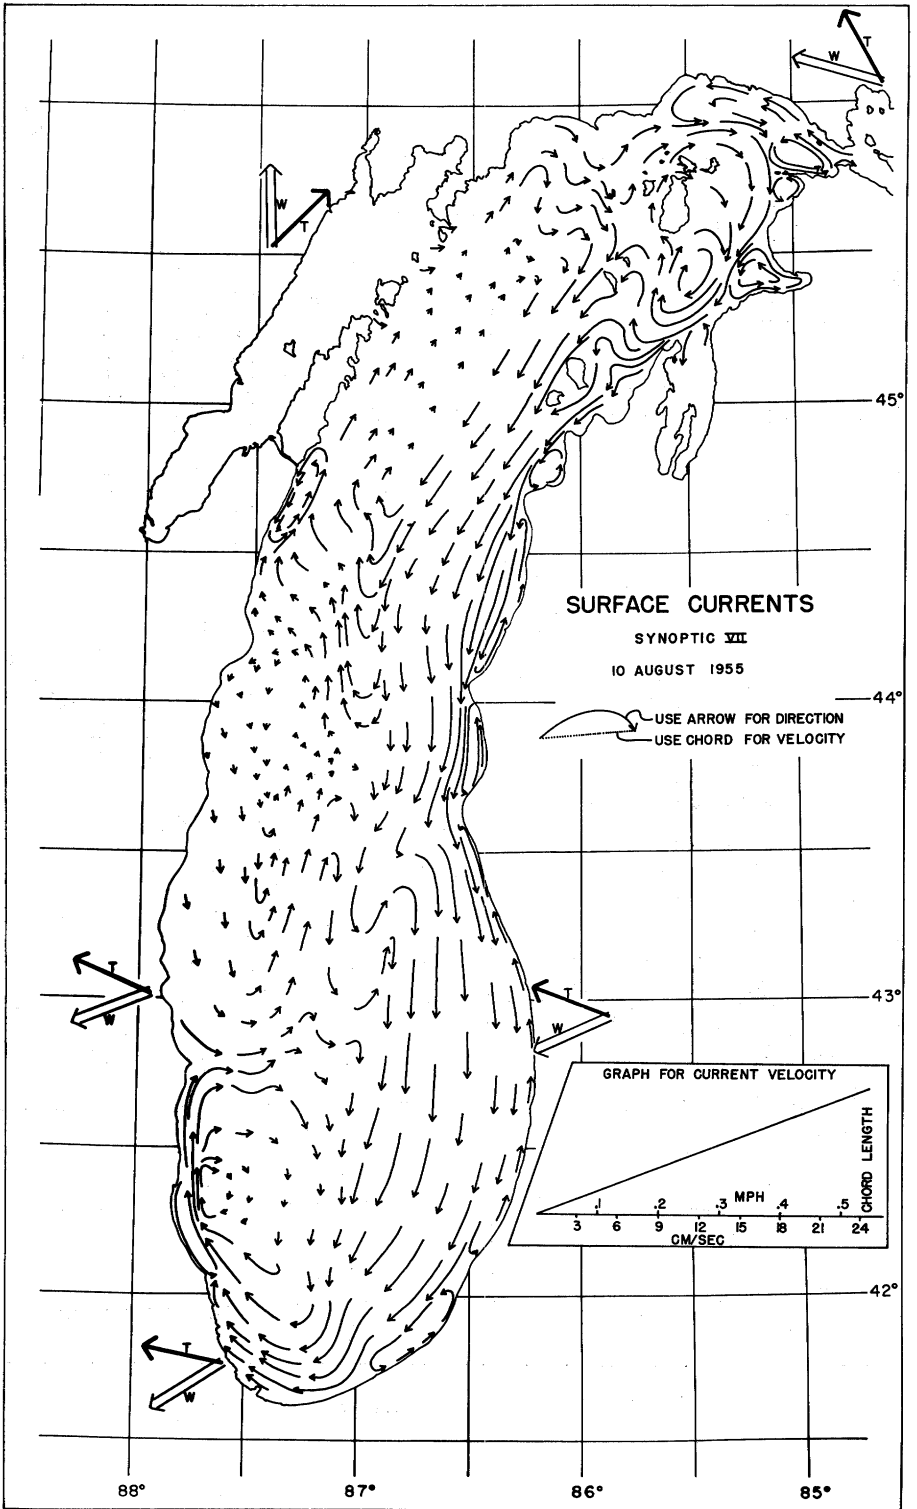 W
T
W
T
45°
SURFACE CURRENTS
SYNOPTIC VII
10 AUGUST 1955
44°
USE ARROW FOR DIRECTION
USE CHORD FOR VELOCITY
T
W
43°
T
W
GRAPH FOR CURRENT VELOCITY
CHORD LENGTH
.1 .2 .3 MPH .4 .5
3 6 9 12 15 18 21 24
CM/SEC
42°
T
W
88° 87° 86° 85°